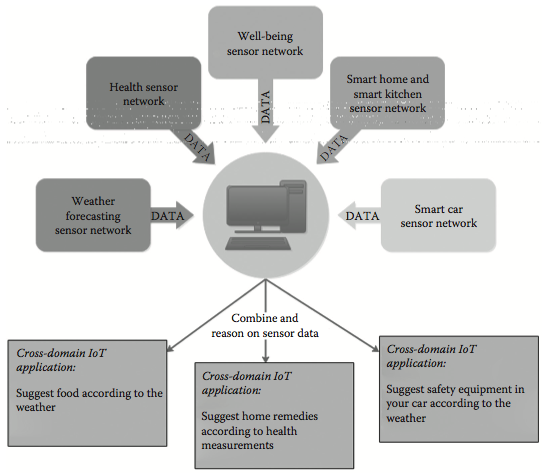 Well-being
sensor network
Health sensor
network
Smart home and
smart kitchen
sensor network
DATA
DATA
DATA
Weather
forecasting
sensor network
DATA
DATA
Smart car
sensor network
Combine and
reason on sensor data
Cross-domain IoT
application:
Suggest food according to the
weather
Cross-domain IoT
application:
Suggest home remedies
according to health
measurements
Cross-domain IoT
application:
Suggest safety equipment in
your car according to the
weather